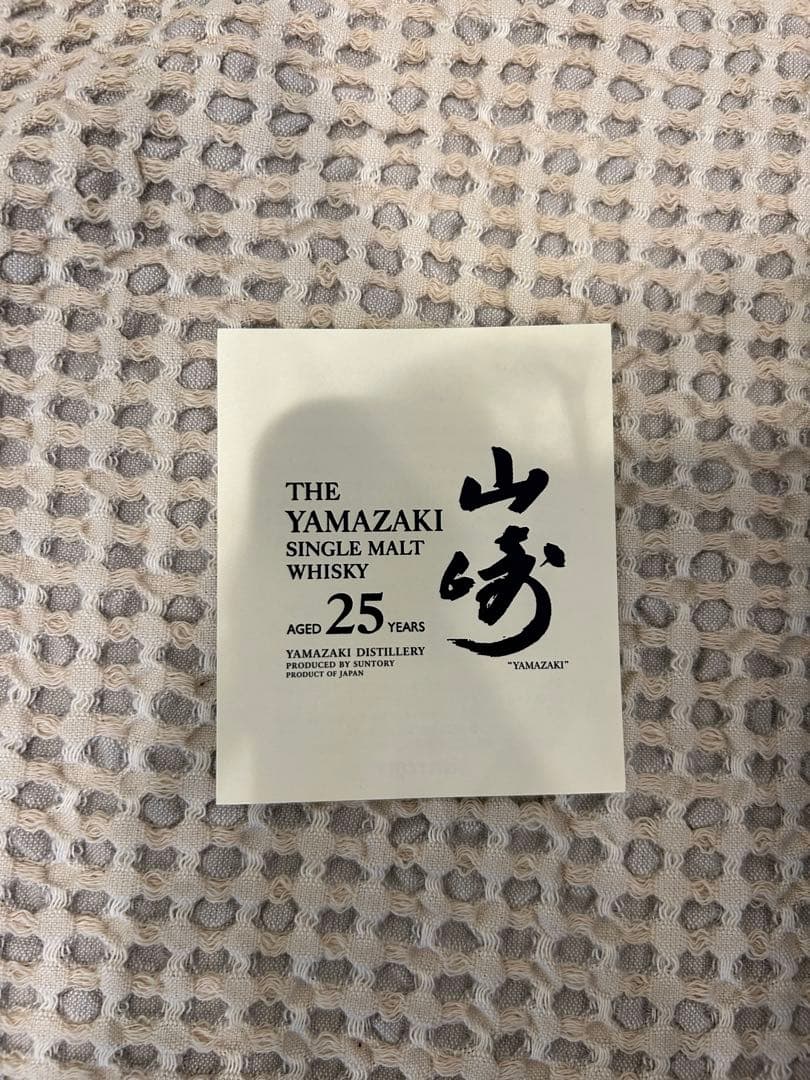 THE
YAMAZAKI
SINGLE MALT
WHISKY
AGED 25 YEARS
YAMAZAKI DISTILLERY
PRODUCED BY SUNTORY
PRODUCT OF JAPAN
山崎
"YAMAZAKI"